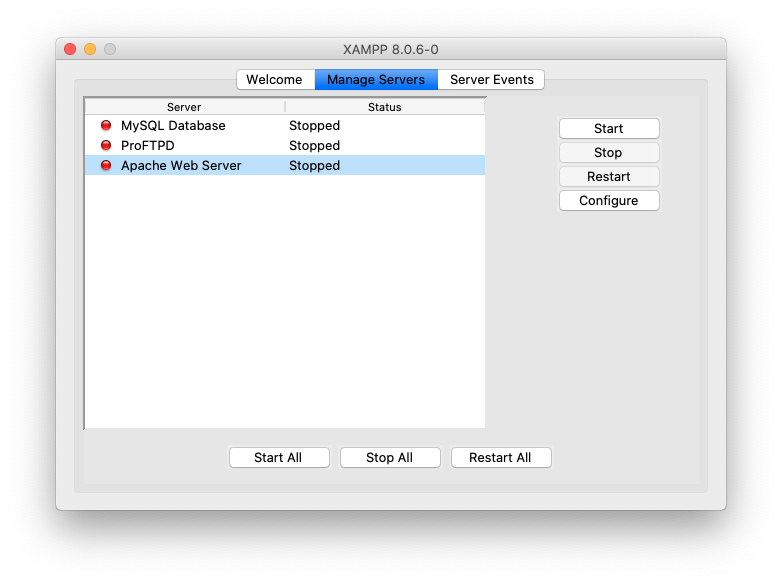 XAMPP 8.0.6-0
Welcome Manage Servers Server Events
Server Status
MySQL Database Stopped
ProFTPD Stopped
Apache Web Server Stopped
Start
Stop
Restart
Configure
Start All Stop All Restart All